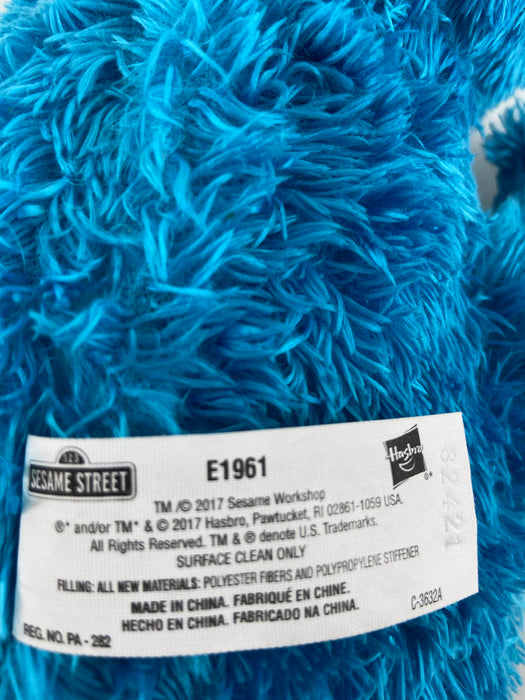 123
SESAME STREET
E1961
Hasbro
TM /© 2017 Sesame Workshop
®* and/or TM* & © 2017 Hasbro, Pawtucket, RI 02861-1059 USA.
All Rights Reserved. TM & ® denote U.S. Trademarks.
SURFACE CLEAN ONLY
FILLING: ALL NEW MATERIALS: POLYESTER FIBERS AND POLYPROPYLENE STIFFENER
MADE IN CHINA. FABRIQUÉ EN CHINE.
HECHO EN CHINA. FABRICADO NA CHINA.
REG. NO. PA - 282
C-3632A